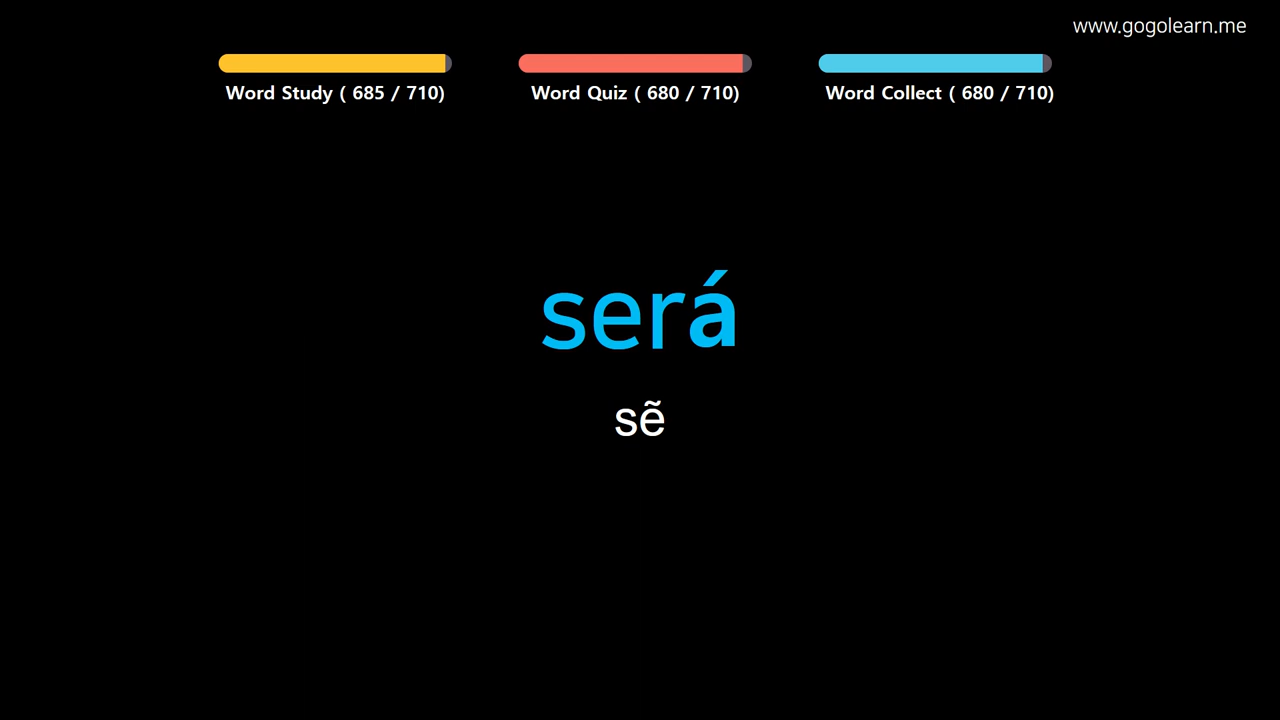 www.gogolearn.me
Word Study ( 685 / 710)
Word Quiz ( 680 / 710)
Word Collect ( 680 / 710)
será
sẽ